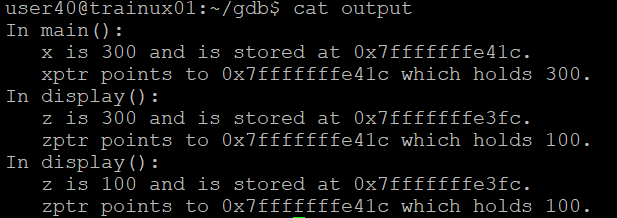 user40@trainux01:~/gdb$ cat output
In main():
   x is 300 and is stored at 0x7fffffffe41c.
   xptr points to 0x7fffffffe41c which holds 300.
In display():
   z is 300 and is stored at 0x7fffffffe3fc.
   zptr points to 0x7fffffffe41c which holds 100.
In display():
   z is 100 and is stored at 0x7fffffffe3fc.
   zptr points to 0x7fffffffe41c which holds 100.